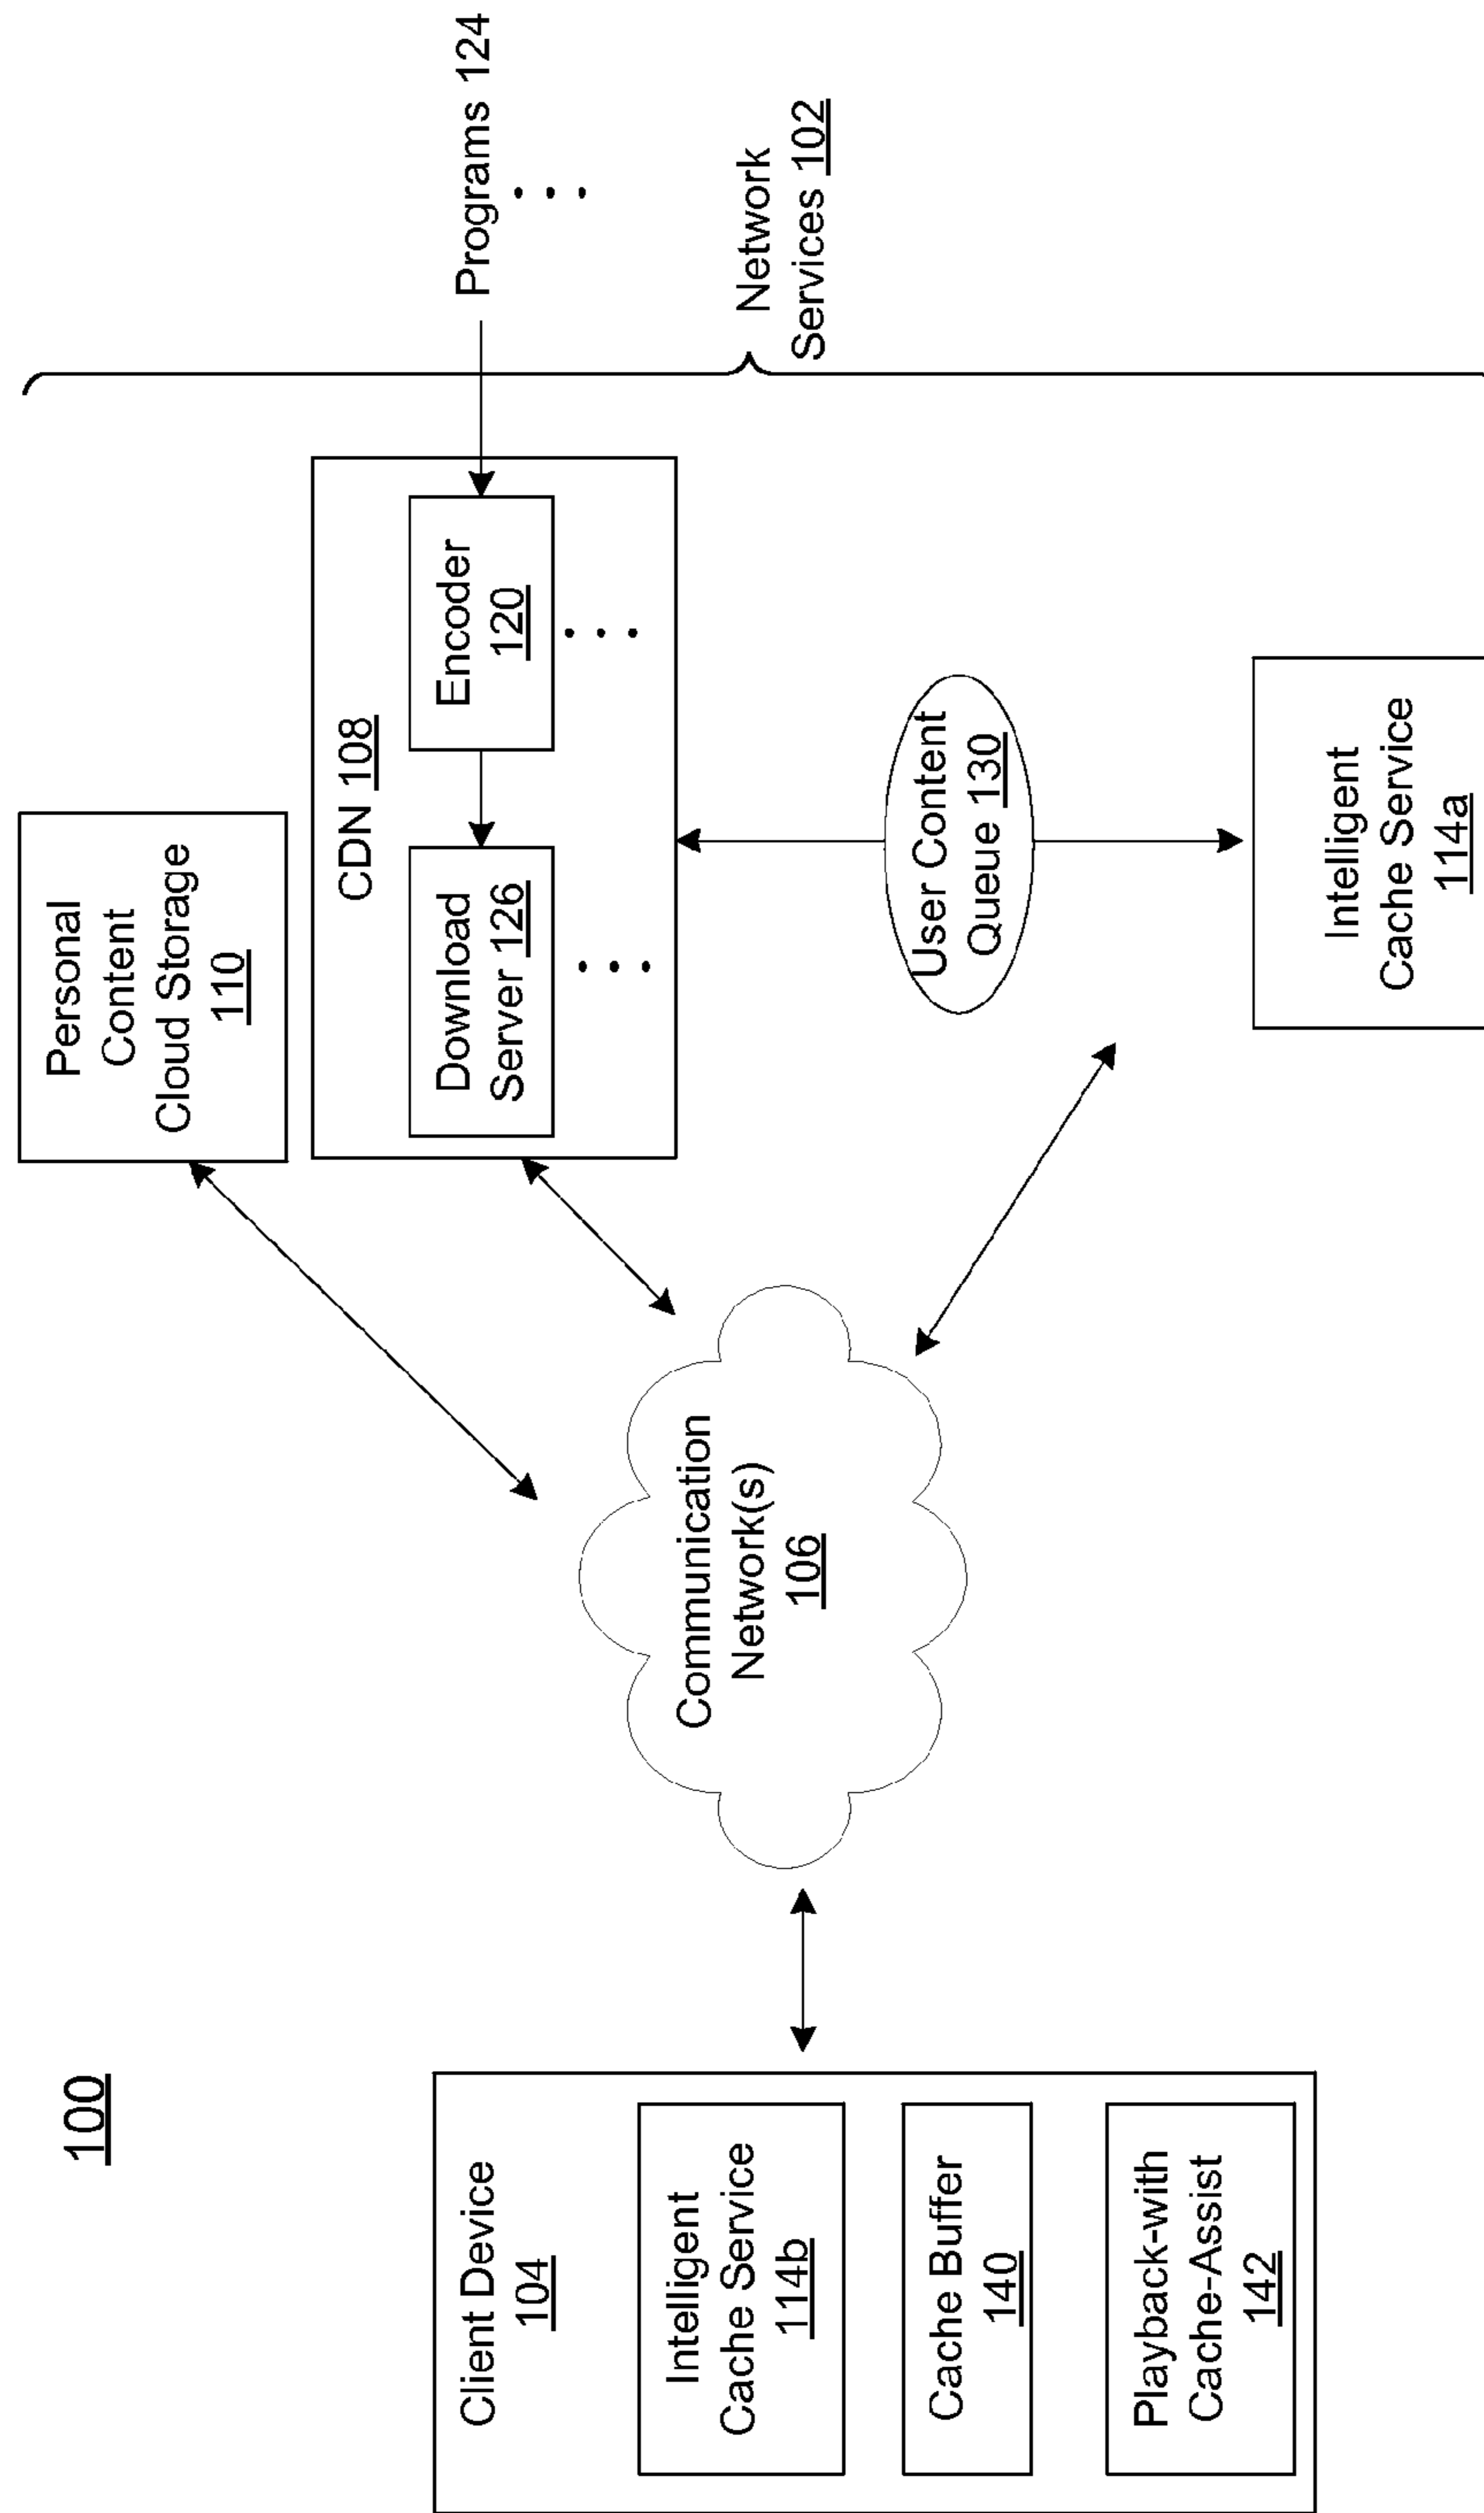 100
Client Device
104
Intelligent
Cache Service
114b
Cache Buffer
140
Playback-with
Cache-Assist
142
Communication
Network(s)
106
Personal
Content
Cloud Storage
110
CDN 108
Download
Server 126
Encoder
120
Programs 124
User Content
Queue 130
Intelligent
Cache Service
114a
Network
Services 102